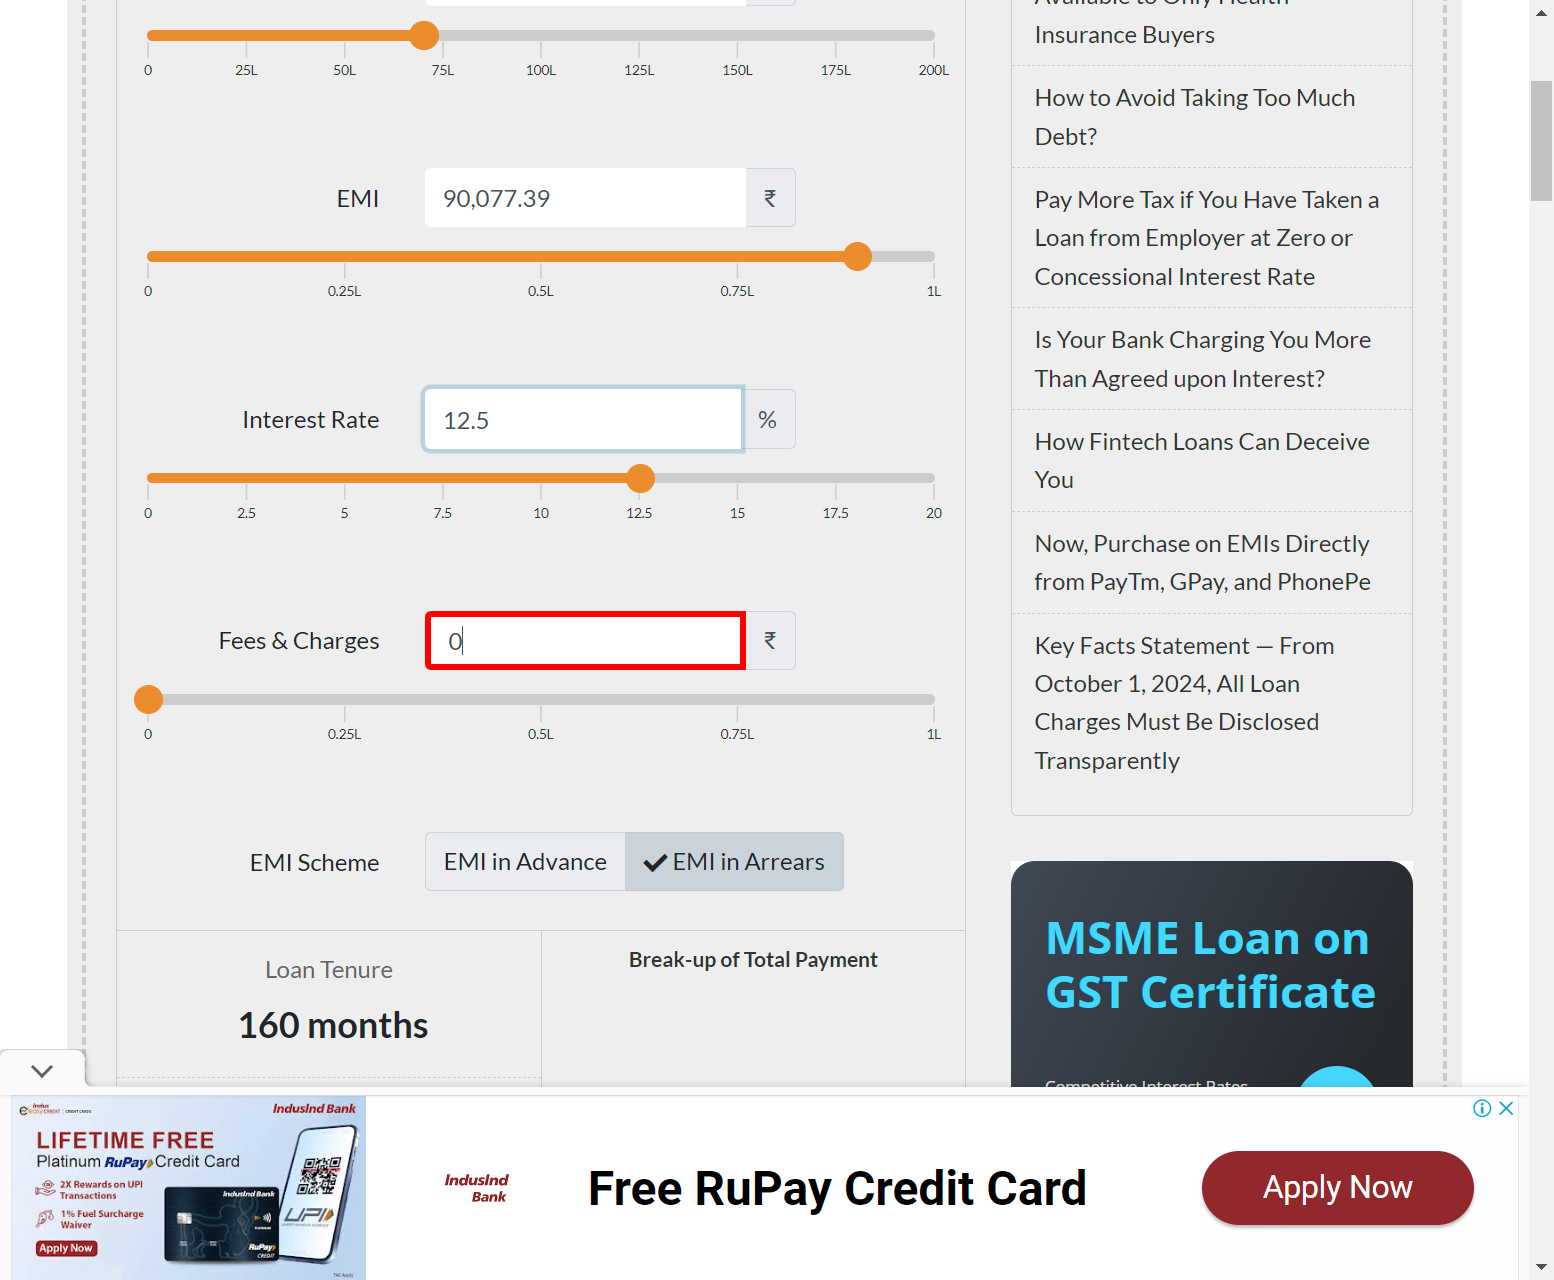 0
25L
50L
75L
100L
125L
150L
175L
200L
EMI
90,077.39
₹
0
0.25L
0.5L
0.75L
1L
Interest Rate
12.5
%
0
2.5
5
7.5
10
12.5
15
17.5
20
Fees & Charges
0
₹
0
0.25L
0.5L
0.75L
1L
EMI Scheme
EMI in Advance
EMI in Arrears
Loan Tenure
160 months
Break-up of Total Payment
Insurance Buyers
How to Avoid Taking Too Much
Debt?
Pay More Tax if You Have Taken a
Loan from Employer at Zero or
Concessional Interest Rate
Is Your Bank Charging You More
Than Agreed upon Interest?
How Fintech Loans Can Deceive
You
Now, Purchase on EMIs Directly
from PayTm, GPay, and PhonePe
Key Facts Statement — From
October 1, 2024, All Loan
Charges Must Be Disclosed
Transparently
MSME Loan on
GST Certificate
Competitive Interest Rates
IndusInd Bank
LIFETIME FREE
Platinum RuPay Credit Card
2X Rewards on UPI
Transactions
1% Fuel Surcharge
Waiver
Apply Now
IndusInd Bank
UPI
RuPay
CREDIT
IndusInd
Bank
Free RuPay Credit Card
Apply Now